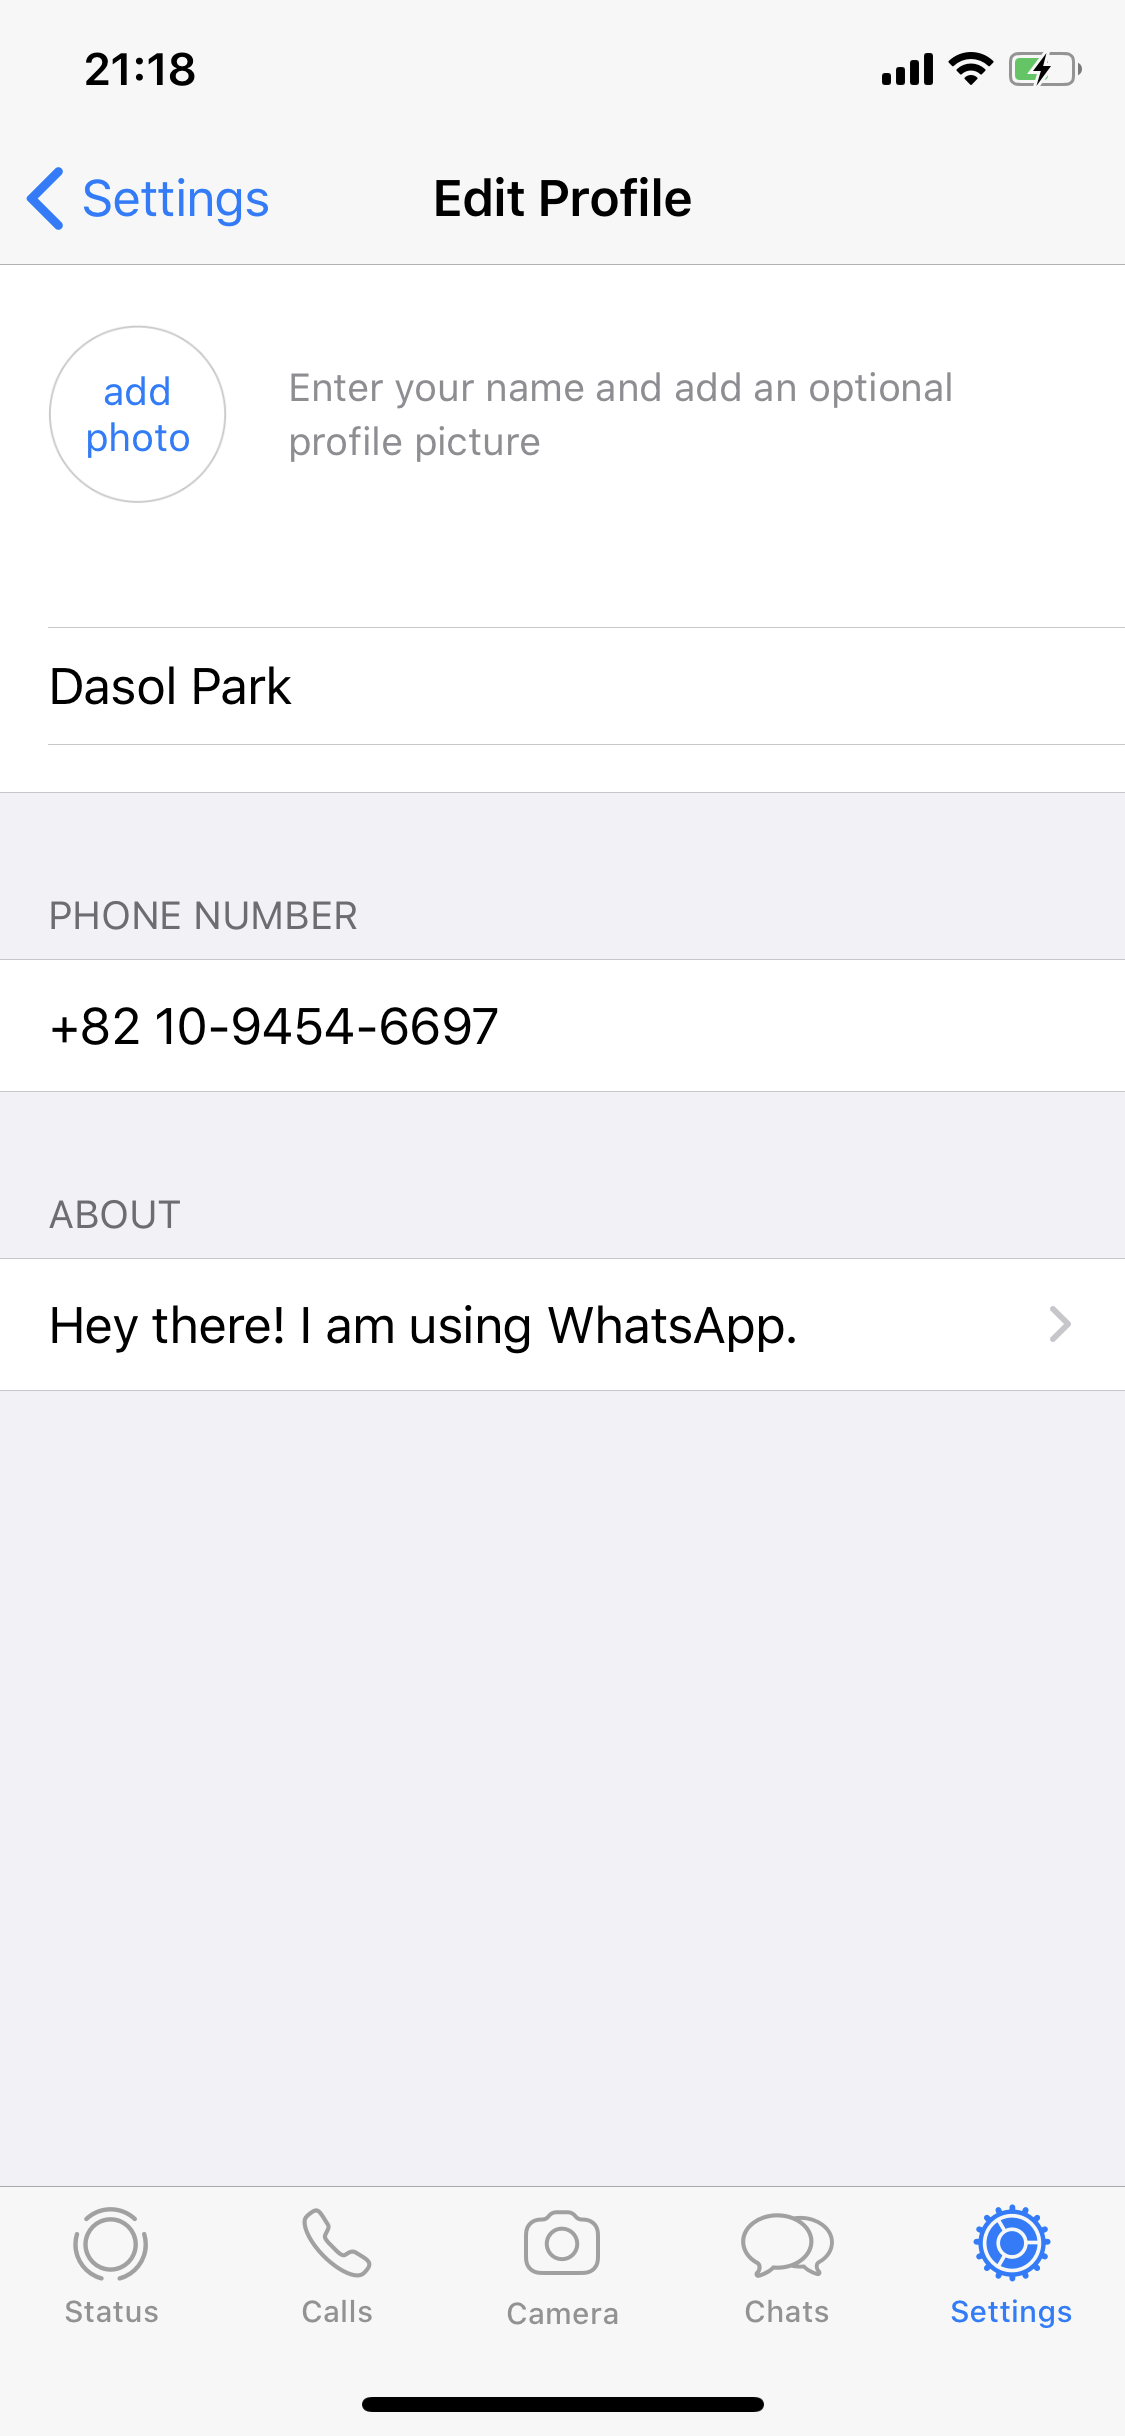 21:18
Settings
Edit Profile
add
photo
Enter your name and add an optional
profile picture
Dasol Park
PHONE NUMBER
+82 10-9454-6697
ABOUT
Hey there! I am using WhatsApp.
Status
Calls
Camera
Chats
Settings